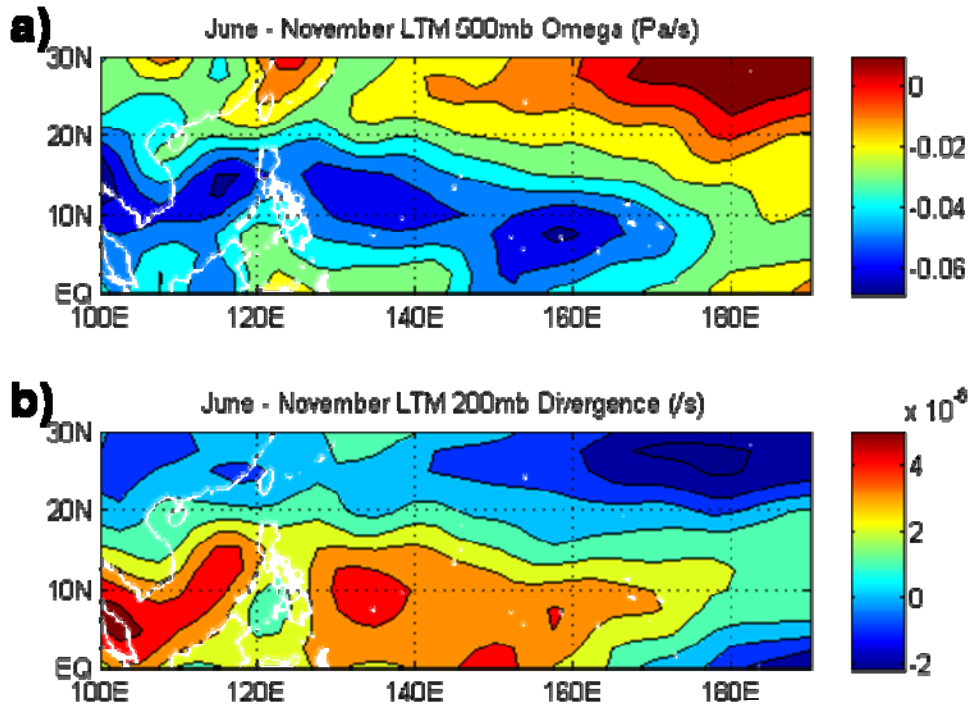 a)
June - November LTM 500mb Omega (Pa/s)
30N
20N
10N
EQ
100E 120E 140E 160E 180E
0
-0.02
-0.04
-0.06
b)
June - November LTM 200mb Divergence (/s)
x 10⁻⁶
30N
20N
10N
EQ
100E 120E 140E 160E 180E
4
2
0
-2